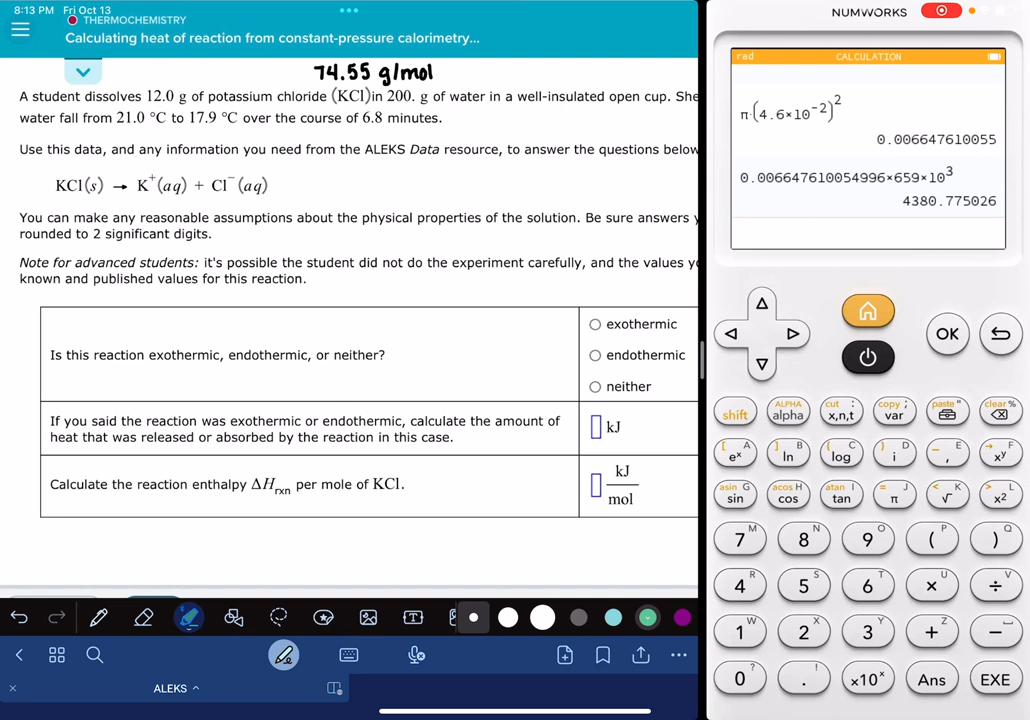 8:13 PM Fri Oct 13
THERMOCHEMISTRY
Calculating heat of reaction from constant-pressure calorimetry...
74.55 g/mol
A student dissolves 12.0 g of potassium chloride (KCl)in 200. g of water in a well-insulated open cup. She
water fall from 21.0 °C to 17.9 °C over the course of 6.8 minutes.
Use this data, and any information you need from the ALEKS Data resource, to answer the questions below
KCl(s) → K⁺(aq) + Cl⁻(aq)
You can make any reasonable assumptions about the physical properties of the solution. Be sure answers y
rounded to 2 significant digits.
Note for advanced students: it's possible the student did not do the experiment carefully, and the values yo
known and published values for this reaction.
Is this reaction exothermic, endothermic, or neither?
exothermic
endothermic
neither
If you said the reaction was exothermic or endothermic, calculate the amount of
heat that was released or absorbed by the reaction in this case.
kJ
Calculate the reaction enthalpy ΔHrxn per mole of KCl.
kJ
mol
ALEKS
NUMWORKS
rad CALCULATION
π·(4.6×10⁻²)²
0.006647610055
0.006647610054996×659×10³
4380.775026
OK
ALPHA cut : copy ; paste " clear %
shift alpha x,n,t var
[ A ] B { C } D _ E → F
eˣ ln log i , xʸ
asin G acos H atan I = J < K > L
sin cos tan π √ x²
7 M 8 N 9 O ( P ) Q
4 R 5 S 6 T × U ÷ V
1 W 2 X 3 Y + Z −
0 ? . ! ×10ˣ Ans EXE